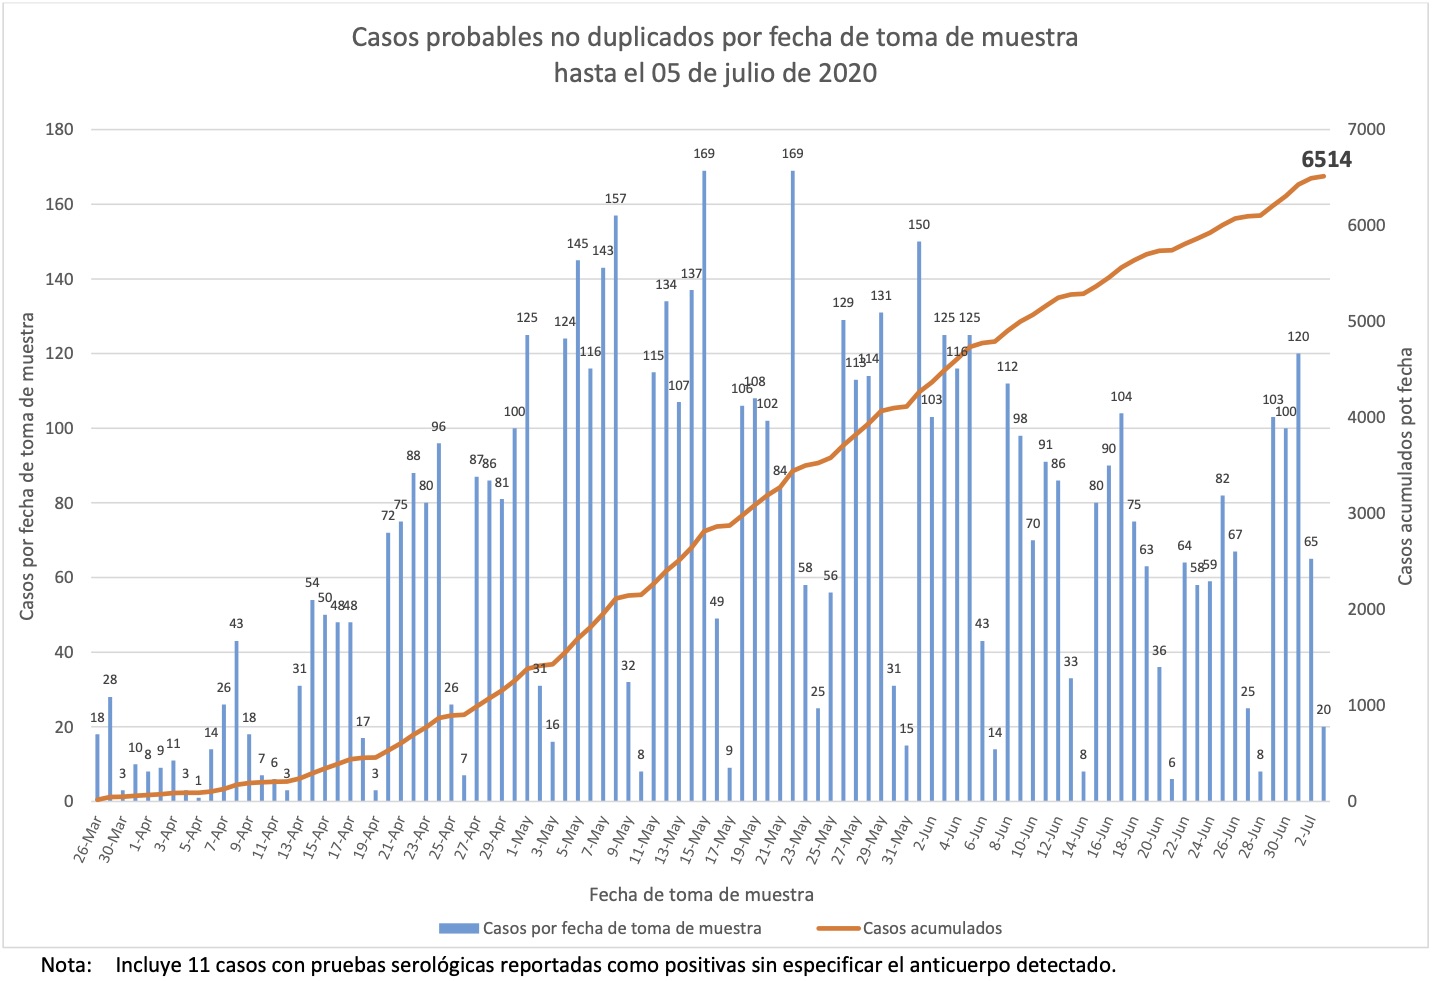 Casos probables no duplicados por fecha de toma de muestra
hasta el 05 de julio de 2020
180
160
140
120
100
80
60
40
20
0
Casos por fecha de toma de muestra
7000
6000
5000
4000
3000
2000
1000
0
Casos acumulados pot fecha
6514
18
28
3
10
8
9
11
3
1
14
26
43
18
7
6
3
31
54
50
48
48
17
3
72
75
88
80
96
26
7
87
86
81
100
125
31
16
124
145
116
143
157
32
8
115
134
107
137
169
49
9
106
108
102
84
169
58
25
56
129
113
114
131
31
15
150
103
125
116
125
43
14
112
98
70
91
86
33
8
80
90
104
75
63
36
6
64
58
59
82
67
25
8
103
100
120
65
20
26-Mar
30-Mar
1-Apr
3-Apr
5-Apr
7-Apr
9-Apr
11-Apr
13-Apr
15-Apr
17-Apr
19-Apr
21-Apr
23-Apr
25-Apr
27-Apr
29-Apr
1-May
3-May
5-May
7-May
9-May
11-May
13-May
15-May
17-May
19-May
21-May
23-May
25-May
27-May
29-May
31-May
2-Jun
4-Jun
6-Jun
8-Jun
10-Jun
12-Jun
14-Jun
16-Jun
18-Jun
20-Jun
22-Jun
24-Jun
26-Jun
28-Jun
30-Jun
2-Jul
Fecha de toma de muestra
Casos por fecha de toma de muestra
Casos acumulados
Nota: Incluye 11 casos con pruebas serológicas reportadas como positivas sin especificar el anticuerpo detectado.